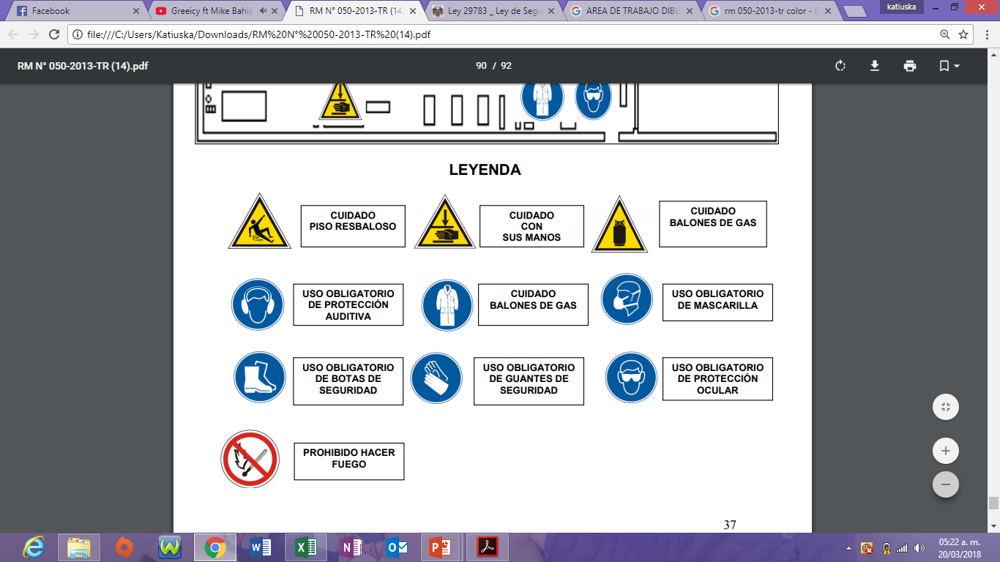 Facebook
Greeicy ft Mike Bahía
RM N° 050-2013-TR (14
Ley 29783 _ Ley de Segu
AREA DE TRABAJO DIBU
rm 050-2013-tr color - B
katiuska
file:///C:/Users/Katiuska/Downloads/RM%20N°%20050-2013-TR%20(14).pdf
RM N° 050-2013-TR (14).pdf
90 / 92
LEYENDA
CUIDADO
PISO RESBALOSO
CUIDADO
CON
SUS MANOS
CUIDADO
BALONES DE GAS
USO OBLIGATORIO
DE PROTECCIÓN
AUDITIVA
CUIDADO
BALONES DE GAS
USO OBLIGATORIO
DE MASCARILLA
USO OBLIGATORIO
DE BOTAS DE
SEGURIDAD
USO OBLIGATORIO
DE GUANTES DE
SEGURIDAD
USO OBLIGATORIO
DE PROTECCIÓN
OCULAR
PROHIBIDO HACER
FUEGO
37
05:22 a. m.
20/03/2018